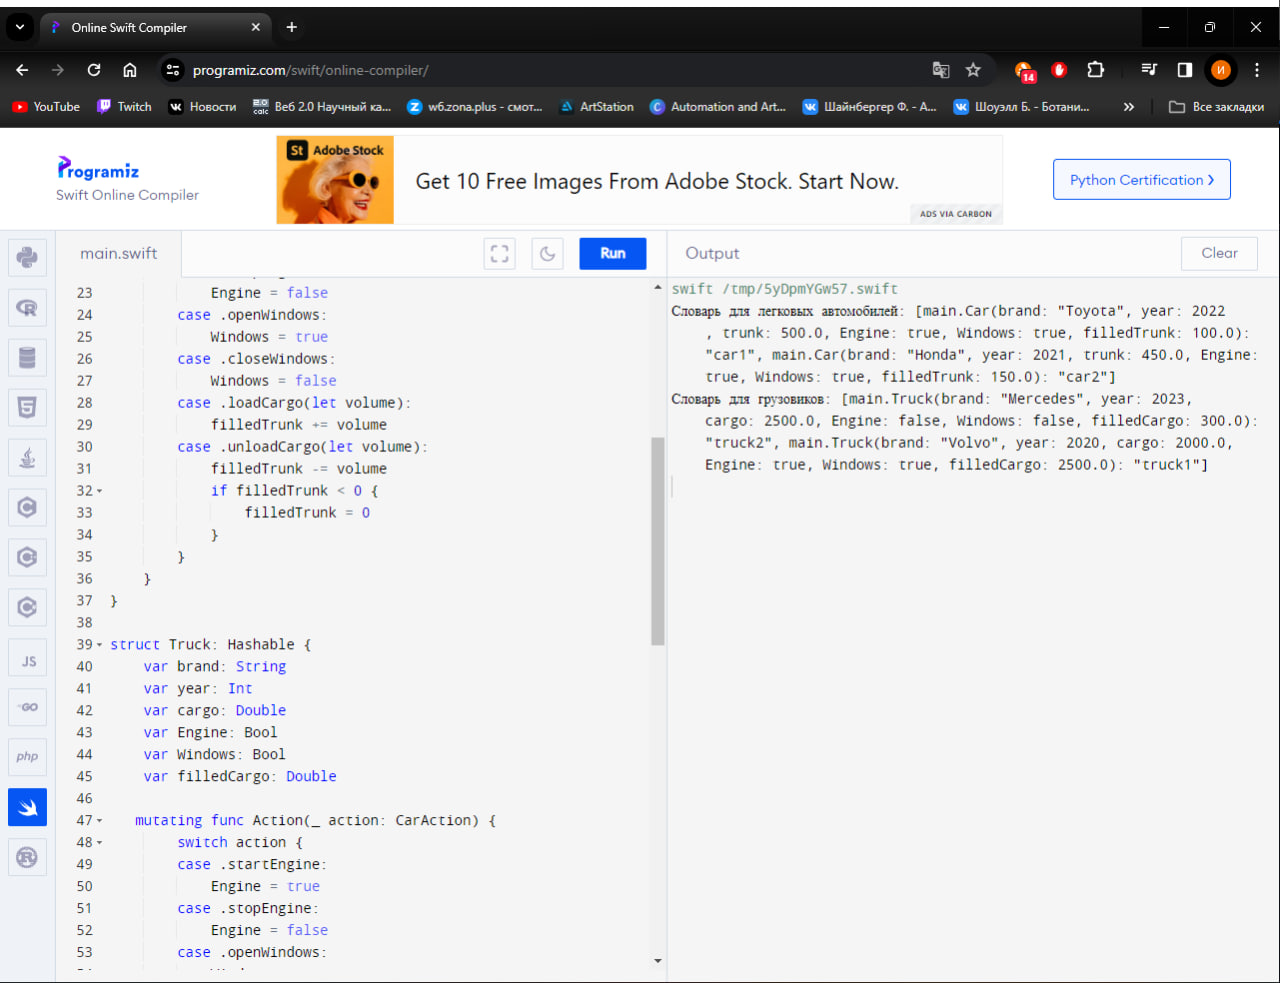 Online Swift Compiler
programiz.com/swift/online-compiler/
14
И
YouTube
Twitch
Новости
Веб 2.0 Научный ка...
w6.zona.plus - смот...
ArtStation
Automation and Art...
Шайнбергер Ф. - А...
Шоуэлл Б. - Ботани...
Все закладки
Programiz
Swift Online Compiler
St Adobe Stock
Get 10 Free Images From Adobe Stock. Start Now.
ADS VIA CARBON
Python Certification
main.swift
Run
Output
Clear
JS
GO
php
23 Engine = false
24 case .openWindows:
25 Windows = true
26 case .closeWindows:
27 Windows = false
28 case .loadCargo(let volume):
29 filledTrunk += volume
30 case .unloadCargo(let volume):
31 filledTrunk -= volume
32 if filledTrunk < 0 {
33 filledTrunk = 0
34 }
35 }
36 }
37 }
38
39 struct Truck: Hashable {
40 var brand: String
41 var year: Int
42 var cargo: Double
43 var Engine: Bool
44 var Windows: Bool
45 var filledCargo: Double
46
47 mutating func Action(_ action: CarAction) {
48 switch action {
49 case .startEngine:
50 Engine = true
51 case .stopEngine:
52 Engine = false
53 case .openWindows:
swift /tmp/5yDpmYGw57.swift
Словарь для легковых автомобилей: [main.Car(brand: "Toyota", year: 2022
, trunk: 500.0, Engine: true, Windows: true, filledTrunk: 100.0):
"car1", main.Car(brand: "Honda", year: 2021, trunk: 450.0, Engine:
true, Windows: true, filledTrunk: 150.0): "car2"]
Словарь для грузовиков: [main.Truck(brand: "Mercedes", year: 2023,
cargo: 2500.0, Engine: false, Windows: false, filledCargo: 300.0):
"truck2", main.Truck(brand: "Volvo", year: 2020, cargo: 2000.0,
Engine: true, Windows: true, filledCargo: 2500.0): "truck1"]